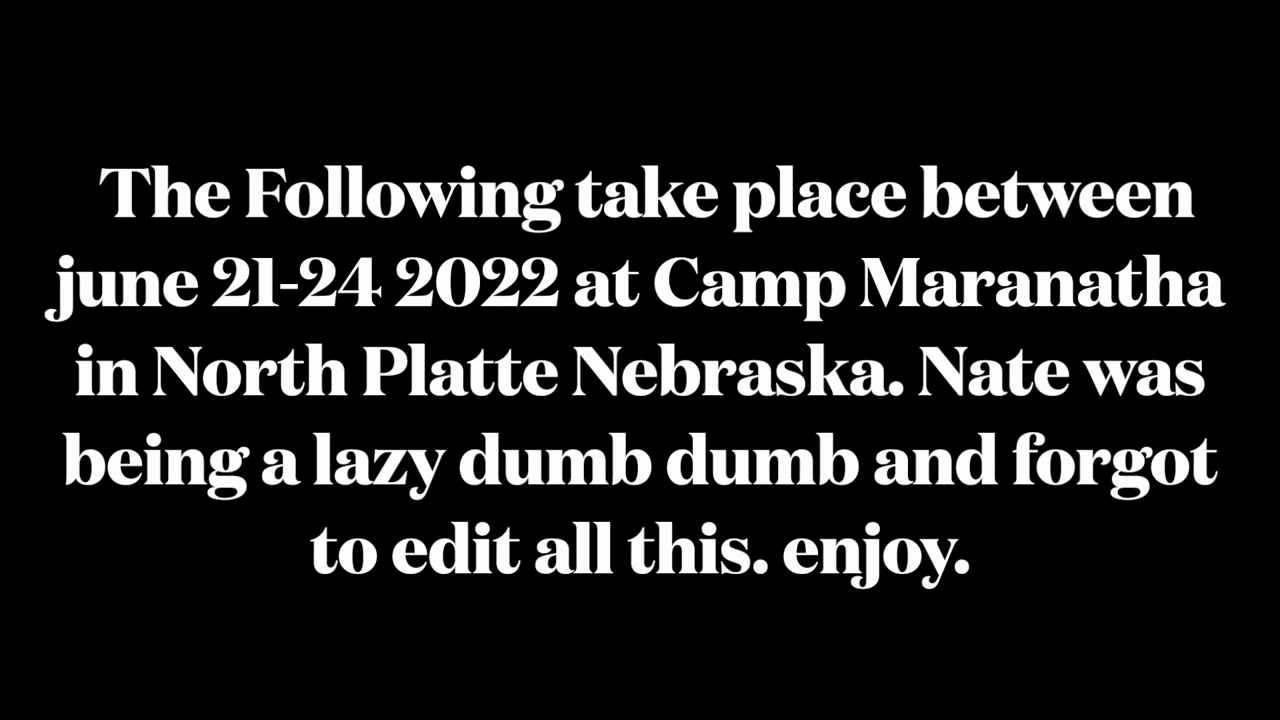 The Following take place between
june 21-24 2022 at Camp Maranatha
in North Platte Nebraska. Nate was
being a lazy dumb dumb and forgot
to edit all this. enjoy.